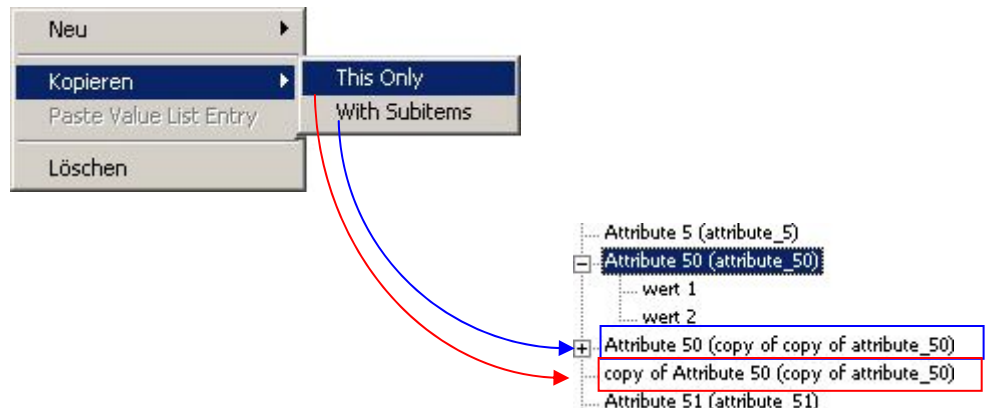 Neu
Kopieren
Paste Value List Entry
Löschen
This Only
With Subitems
Attribute 5 (attribute_5)
Attribute 50 (attribute_50)
wert 1
wert 2
Attribute 50 (copy of copy of attribute_50)
copy of Attribute 50 (copy of attribute_50)
Attribute 51 (attribute_51)